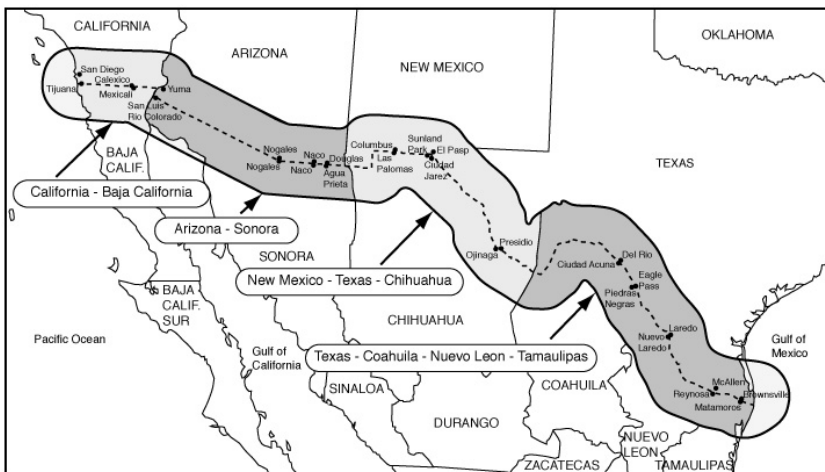 CALIFORNIA
ARIZONA
NEW MEXICO
OKLAHOMA
TEXAS
San Diego
Calexico
Tijuana
Mexicali
Yuma
San Luis
Rio Colorado
BAJA
CALIF.
Nogales
Nogales
Naco
Naco
Douglas
Agua
Prieta
Columbus
Las
Palomas
Sunland
Park
El Pasp
Ciudad
Jarez
California - Baja California
Arizona - Sonora
SONORA
New Mexico - Texas - Chihuahua
Ojinaga
Presidio
Ciudad Acuna
Del Rio
Eagle
Pass
Piedras
Negras
BAJA
CALIF.
SUR
Pacific Ocean
Gulf of
California
CHIHUAHUA
Texas - Coahuila - Nuevo Leon - Tamaulipas
Nuevo
Laredo
Laredo
Gulf of
Mexico
SINALOA
DURANGO
COAHUILA
McAllen
Reynosa
Brownsville
Matamoros
NUEVO
LEON
ZACATECAS
TAMAULIPAS